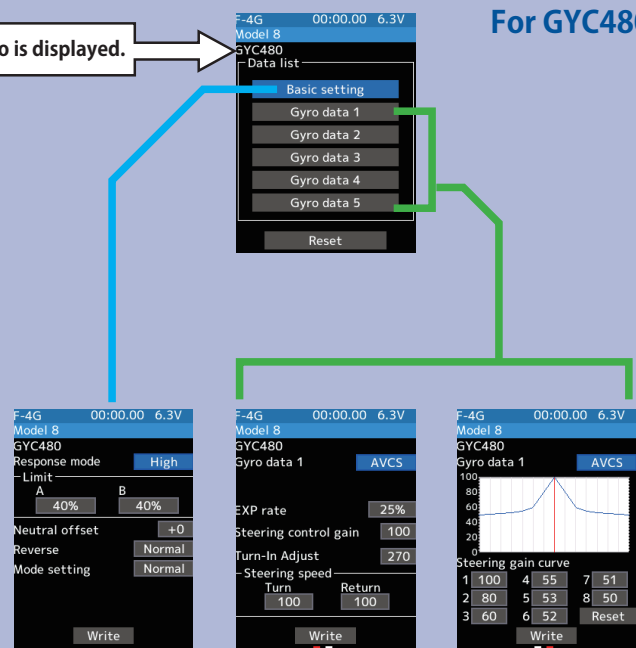 For GYC480
o is displayed.
F-4G 00:00.00 6.3V
Model 8
GYC480
Data list
Basic setting
Gyro data 1
Gyro data 2
Gyro data 3
Gyro data 4
Gyro data 5
Reset
F-4G 00:00.00 6.3V
Model 8
GYC480
Response mode High
Limit
A B
40% 40%
Neutral offset +0
Reverse Normal
Mode setting Normal
Write
F-4G 00:00.00 6.3V
Model 8
GYC480
Gyro data 1 AVCS
EXP rate 25%
Steering control gain 100
Turn-In Adjust 270
Steering speed
Turn Return
100 100
Write
F-4G 00:00.00 6.3V
Model 8
GYC480
Gyro data 1 AVCS
100
80
60
40
20
0
Steering gain curve
1 100 4 55 7 51
2 80 5 53 8 50
3 60 6 52 Reset
Write